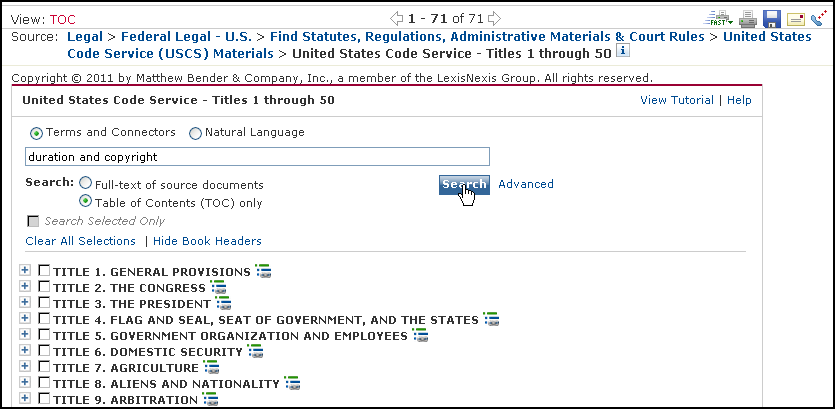 View: TOC
1 - 71 of 71
FAST
Source: Legal > Federal Legal - U.S. > Find Statutes, Regulations, Administrative Materials & Court Rules > United States
Code Service (USCS) Materials > United States Code Service - Titles 1 through 50 i
Copyright © 2011 by Matthew Bender & Company, Inc., a member of the LexisNexis Group. All rights reserved.
United States Code Service - Titles 1 through 50
View Tutorial | Help
Terms and Connectors Natural Language
duration and copyright
Search: Full-text of source documents
Search Advanced
Table of Contents (TOC) only
Search Selected Only
Clear All Selections | Hide Book Headers
TITLE 1. GENERAL PROVISIONS
TITLE 2. THE CONGRESS
TITLE 3. THE PRESIDENT
TITLE 4. FLAG AND SEAL, SEAT OF GOVERNMENT, AND THE STATES
TITLE 5. GOVERNMENT ORGANIZATION AND EMPLOYEES
TITLE 6. DOMESTIC SECURITY
TITLE 7. AGRICULTURE
TITLE 8. ALIENS AND NATIONALITY
TITLE 9. ARBITRATION